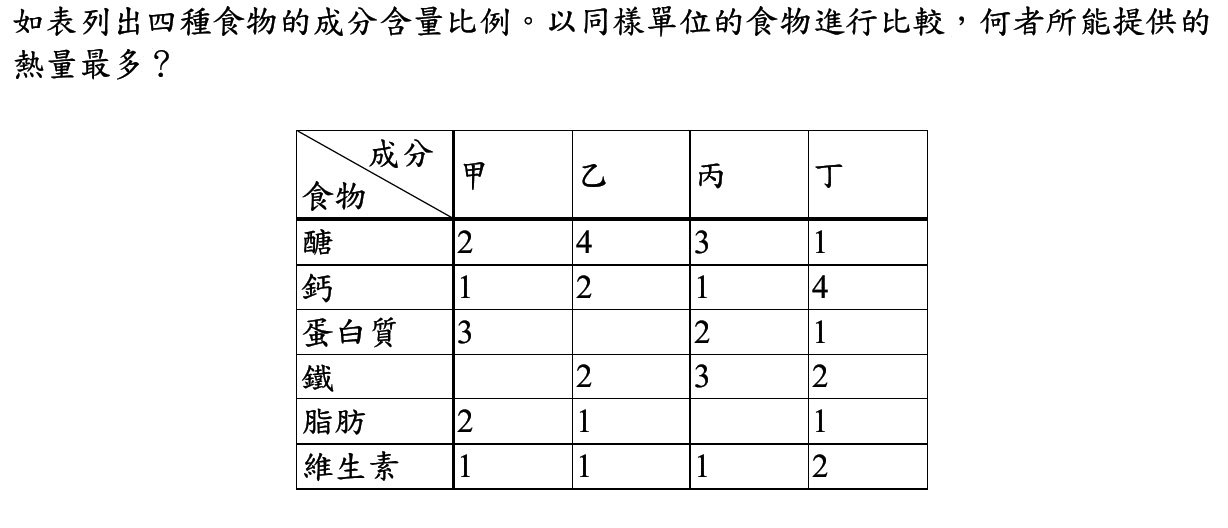 如表列出四種食物的成分含量比例。以同樣單位的食物進行比較,何者所能提供的
熱量最多?
成分
食物 甲 乙 丙 丁
醣 2 4 3 1
鈣 1 2 1 4
蛋白質 3 2 1
鐵 2 3 2
脂肪 2 1 1
維生素 1 1 1 2